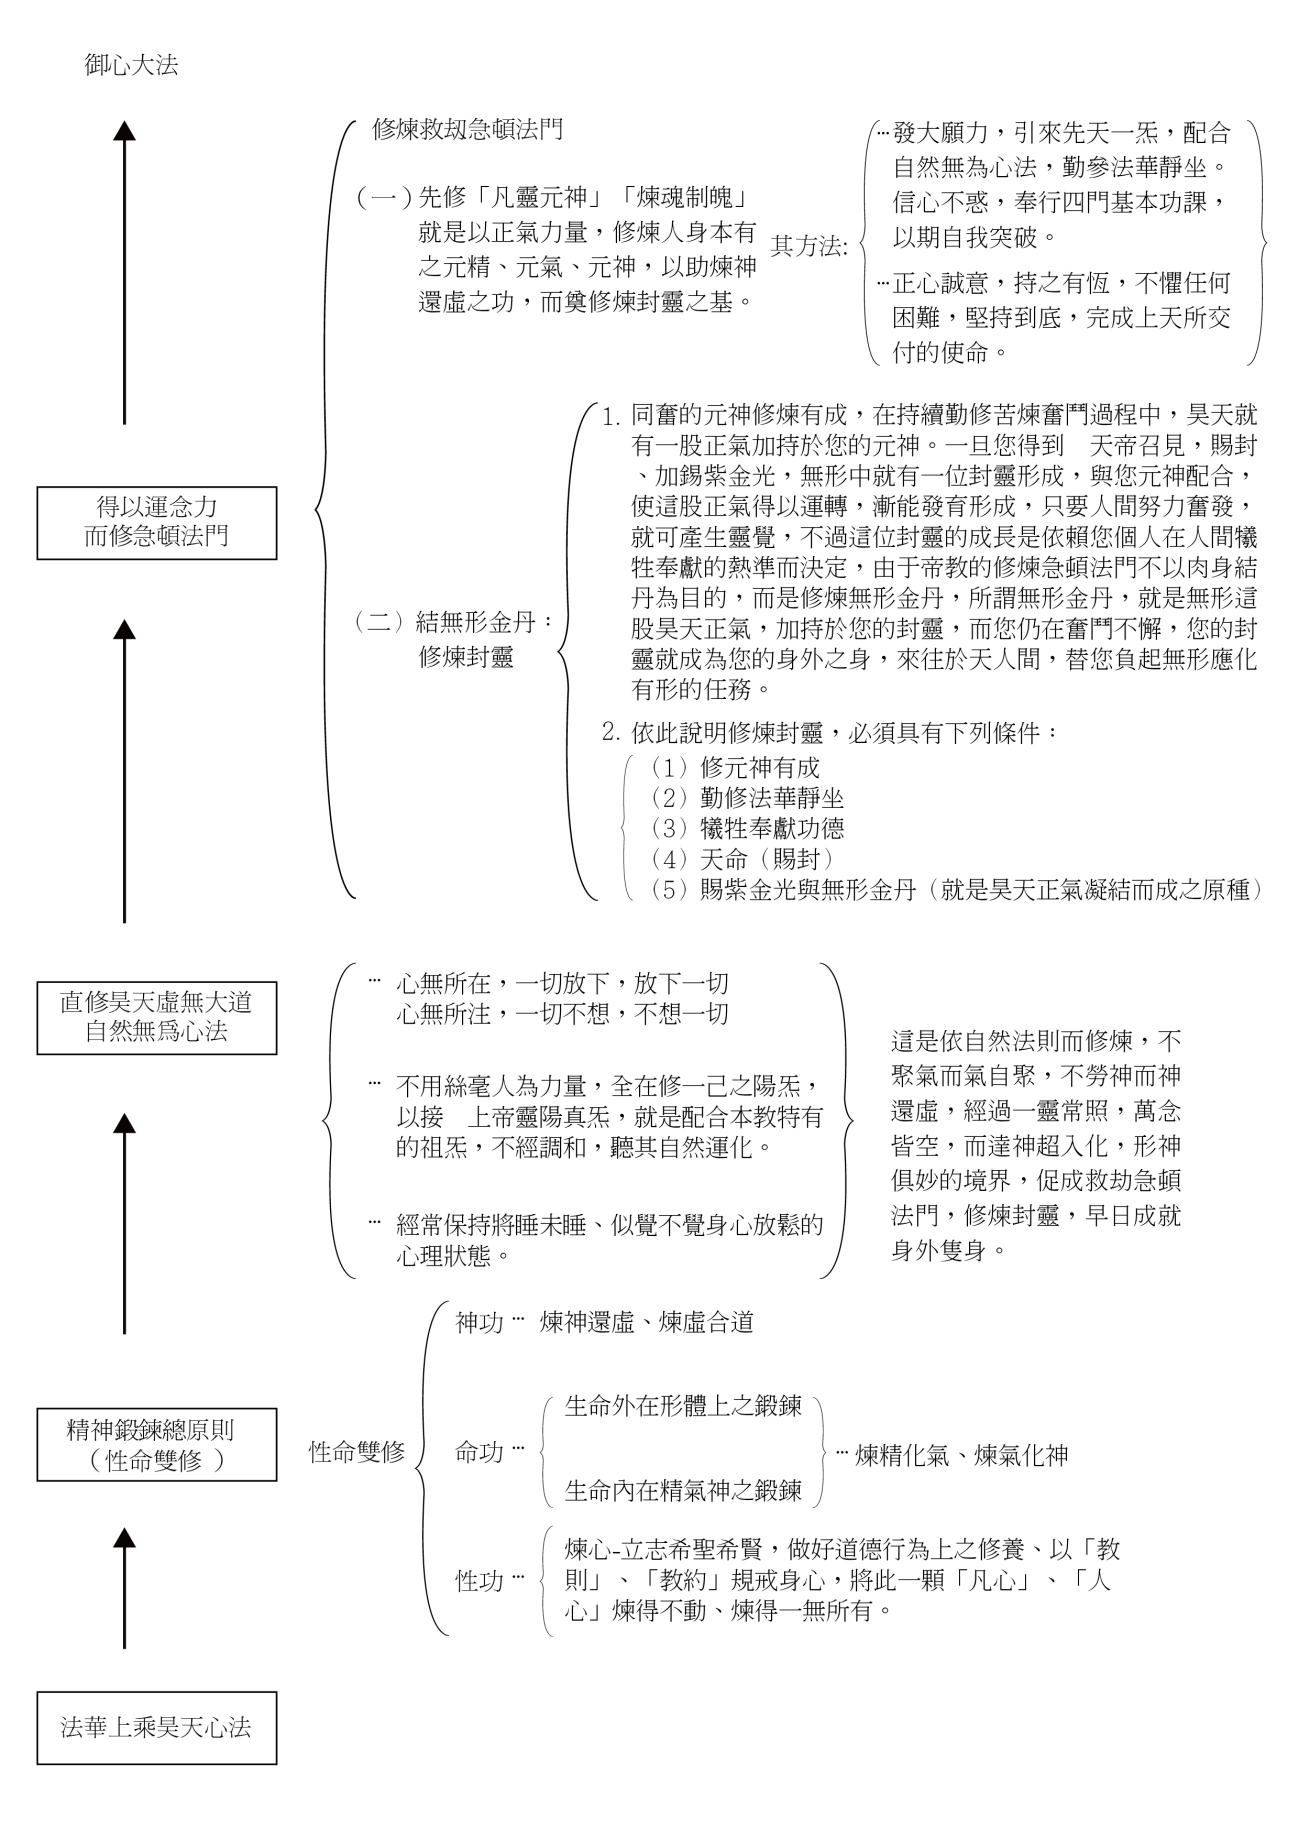 御心大法
修煉救刼急頓法門
（一）先修「凡靈元神」「煉魂制魄」
就是以正氣力量，修煉人身本有
之元精、元氣、元神，以助煉神
還虛之功，而奠修煉封靈之基。
其方法:
…發大願力，引來先天一炁，配合
自然無為心法，勤參法華靜坐。
信心不惑，奉行四門基本功課，
以期自我突破。
…正心誠意，持之有恆，不懼任何
困難，堅持到底，完成上天所交
付的使命。
得以運念力
而修急頓法門
（二）結無形金丹：
修煉封靈
1. 同奮的元神修煉有成，在持續勤修苦煉奮鬥過程中，昊天就
有一股正氣加持於您的元神。一旦您得到　天帝召見，賜封
、加錫紫金光，無形中就有一位封靈形成，與您元神配合，
使這股正氣得以運轉，漸能發育形成，只要人間努力奮發，
就可產生靈覺，不過這位封靈的成長是依賴您個人在人間犧
牲奉獻的熱準而決定，由于帝教的修煉急頓法門不以肉身結
丹為目的，而是修煉無形金丹，所謂無形金丹，就是無形這
股昊天正氣，加持於您的封靈，而您仍在奮鬥不懈，您的封
靈就成為您的身外之身，來往於天人間，替您負起無形應化
有形的任務。
2. 依此說明修煉封靈，必須具有下列條件：
（1）修元神有成
（2）勤修法華靜坐
（3）犧牲奉獻功德
（4）天命（賜封）
（5）賜紫金光與無形金丹（就是昊天正氣凝結而成之原種）
直修昊天虛無大道
自然無為心法
… 心無所在，一切放下，放下一切
心無所注，一切不想，不想一切
… 不用絲毫人為力量，全在修一己之陽炁，
以接　上帝靈陽真炁，就是配合本教特有
的祖炁，不經調和，聽其自然運化。
… 經常保持將睡未睡、似覺不覺身心放鬆的
心理狀態。
這是依自然法則而修煉，不
聚氣而氣自聚，不勞神而神
還虛，經過一靈常照，萬念
皆空，而達神超入化，形神
俱妙的境界，促成救劫急頓
法門，修煉封靈，早日成就
身外隻身。
精神鍛鍊總原則
（性命雙修 ）
性命雙修
神功 … 煉神還虛、煉虛合道
命功 …
生命外在形體上之鍛鍊
生命內在精氣神之鍛鍊
… 煉精化氣、煉氣化神
性功 …
煉心-立志希聖希賢，做好道德行為上之修養、以「教
則」、「教約」規戒身心，將此一顆「凡心」、「人
心」煉得不動、煉得一無所有。
法華上乘昊天心法